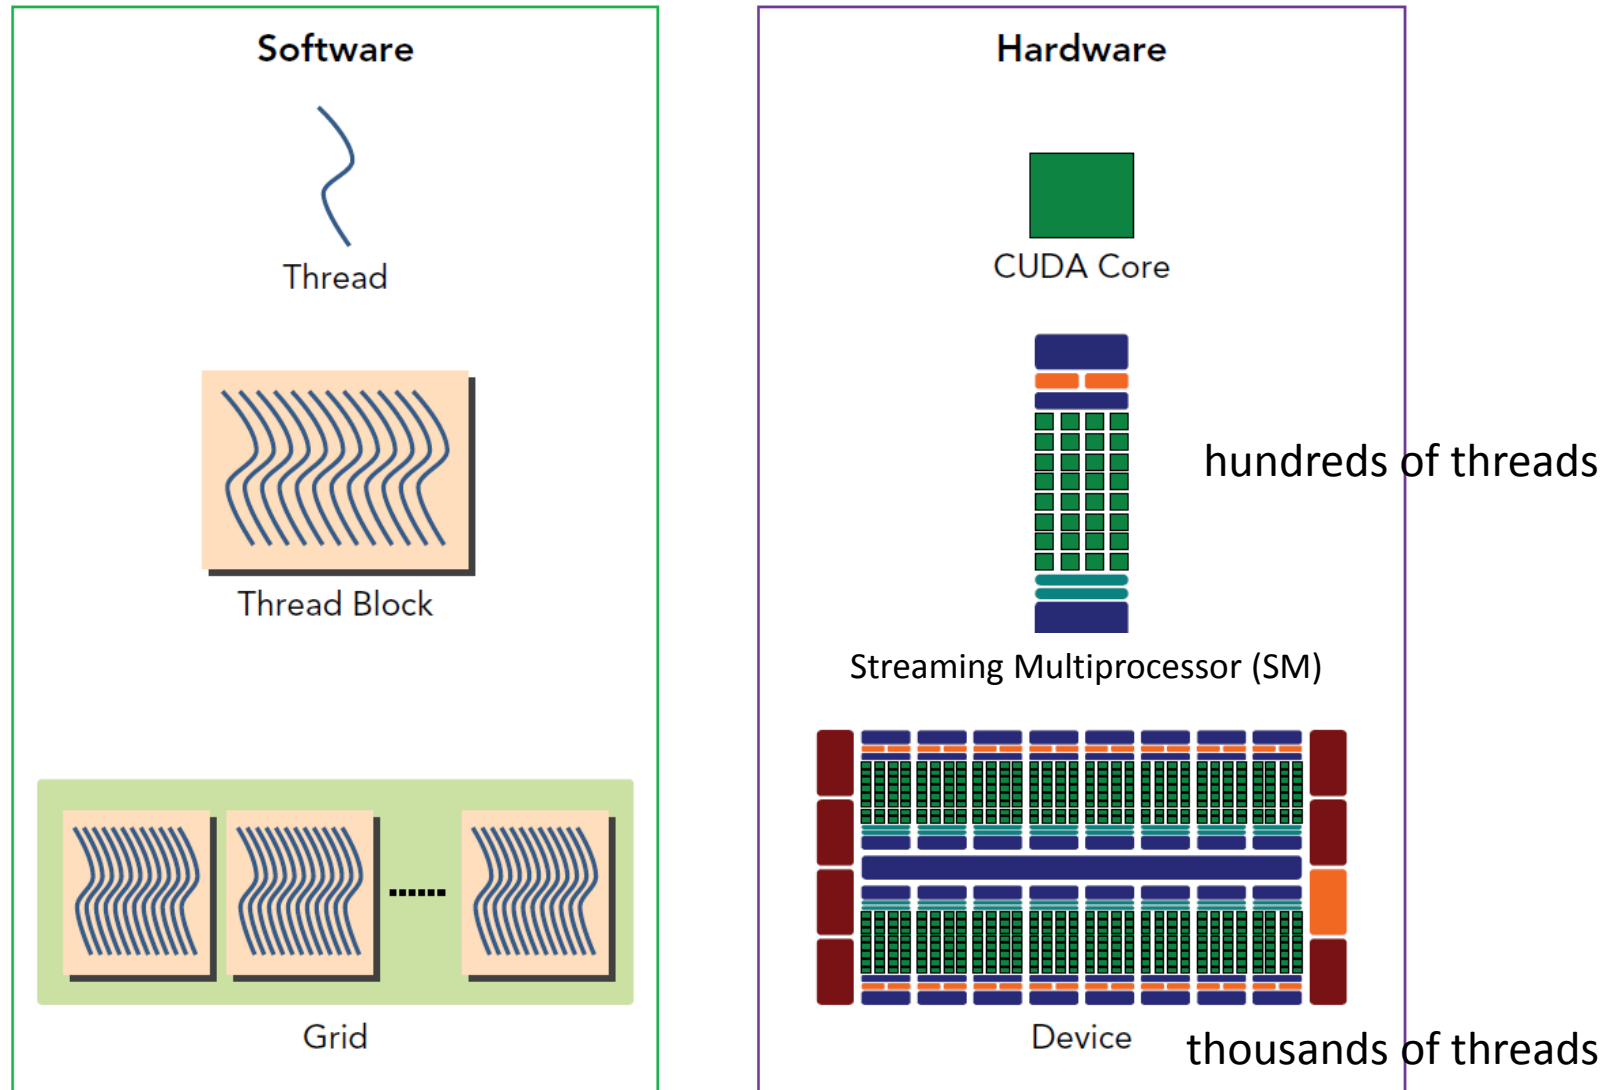 Software
Thread
Thread Block
Grid
Hardware
CUDA Core
hundreds of threads
Streaming Multiprocessor (SM)
Device
thousands of threads